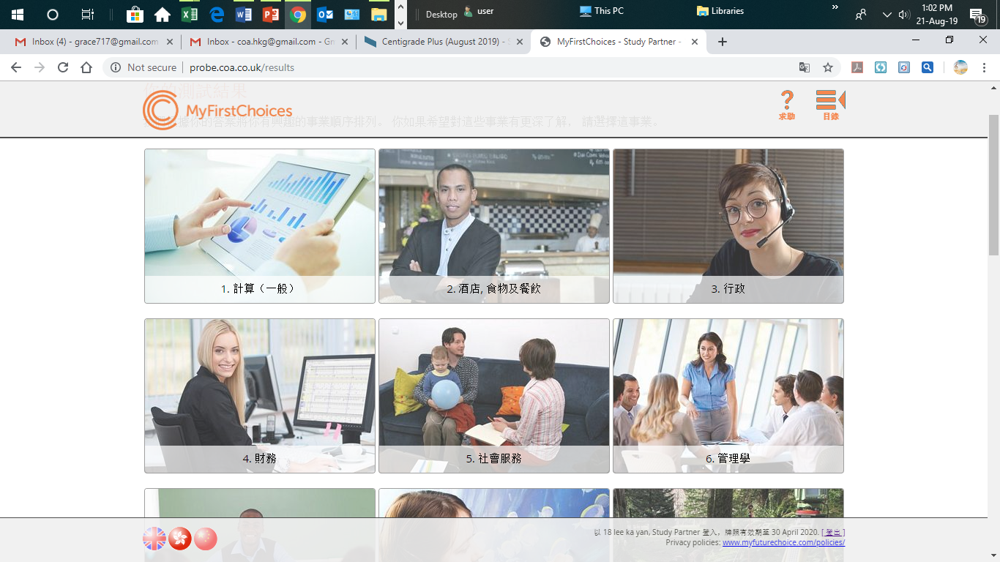 Desktop
user
This PC
Libraries
»
1:02 PM
21-Aug-19
19
Inbox (4) - grace717@gmail.com
Inbox - coa.hkg@gmail.com - Gm
Centigrade Plus (August 2019) - S
MyFirstChoices - Study Partner -
Not secure | probe.coa.co.uk/results
你的測試結果
MyFirstChoices
求助
目錄
據你的答案將你有興趣的事業順序排列。 你如果希望對這些事業有更深了解， 請選擇這事業。
1. 計算（一般）
2. 酒店, 食物及餐飲
3. 行政
4. 財務
5. 社會服務
6. 管理學
以 18 lee ka yan, Study Partner 登入，牌照有效期至 30 April 2020. [ 登出 ]
Privacy policies: www.myfuturechoice.com/policies/